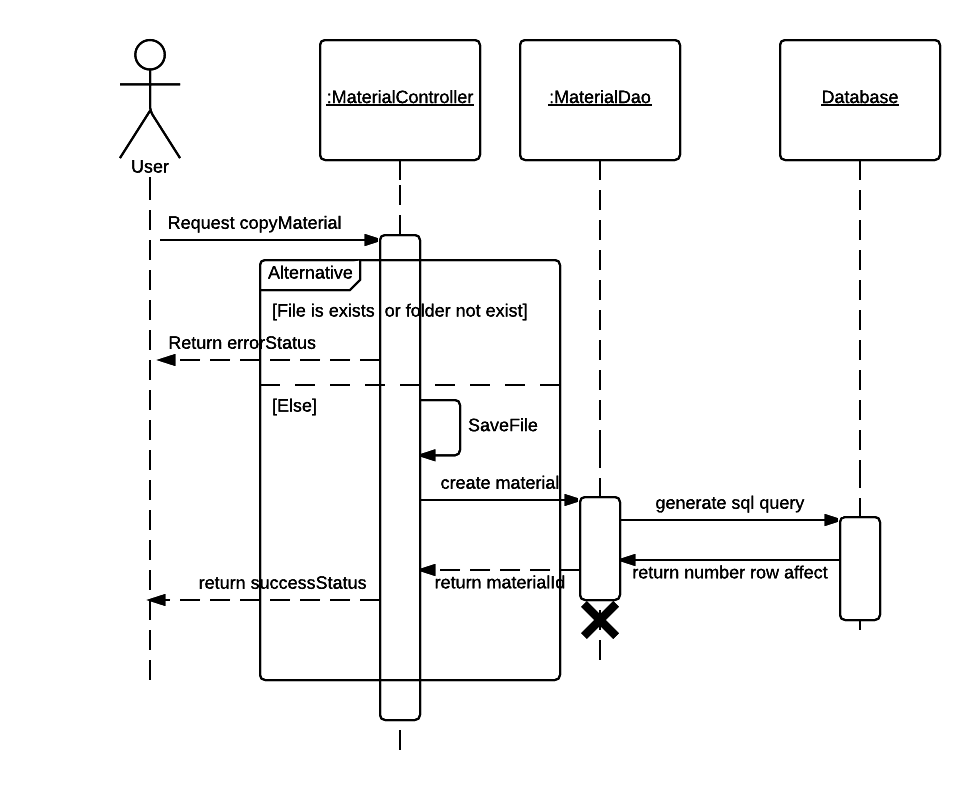 :MaterialController
:MaterialDao
Database
User
Request copyMaterial
Alternative
[File is exists  or folder not exist]
Return errorStatus
[Else]
SaveFile
create material
generate sql query
return number row affect
return materialId
return successStatus